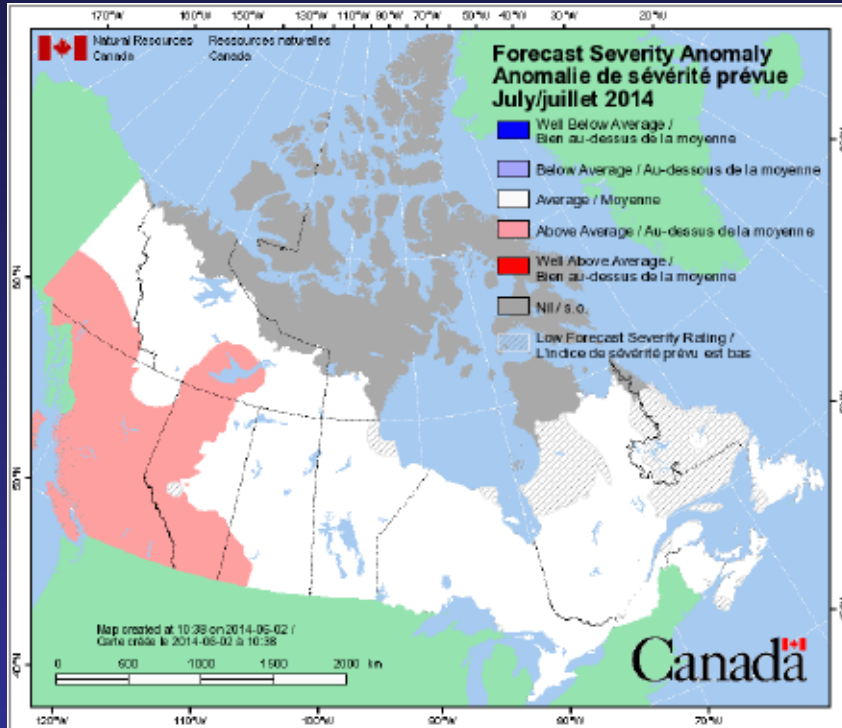 170°W 160°W 150°W 140°W 130°W 120°W 110°W 90°W 70°W 60°W 50°W 40°W 30°W 20°W
Natural Resources Ressources naturelles
Canada Canada
Forecast Severity Anomaly
Anomalie de sévérité prévue
July/juillet 2014
Well Below Average /
Bien au-dessus de la moyenne
Below Average / Au-dessous de la moyenne
Average / Moyenne
Above Average / Au-dessus de la moyenne
Well Above Average /
Bien au-dessus de la moyenne
Nil / s.o.
Low Forecast Severity Rating /
L'indice de sévérité prévu est bas
60°N
50°N
40°N
Map created at 10:38 on 2014-06-02 /
Carte créée le 2014-06-02 à 10:38
0 500 1000 1500 2000 km
Canada
120°W 110°W 100°W 90°W 80°W 70°W